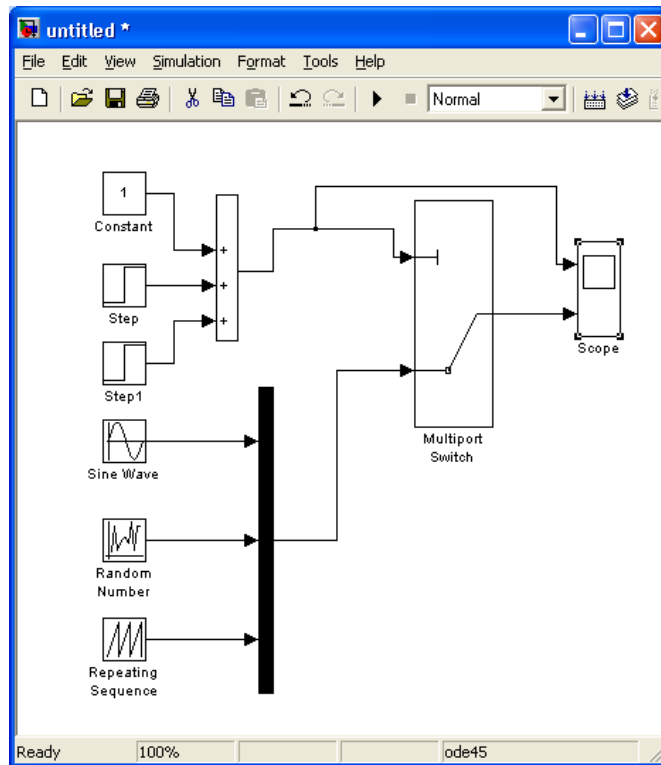 untitled *
File Edit View Simulation Format Tools Help
Normal
1
Constant
+
Step
+
Step1
+
Scope
Multiport
Switch
Sine Wave
Random
Number
Repeating
Sequence
Ready 100% ode45